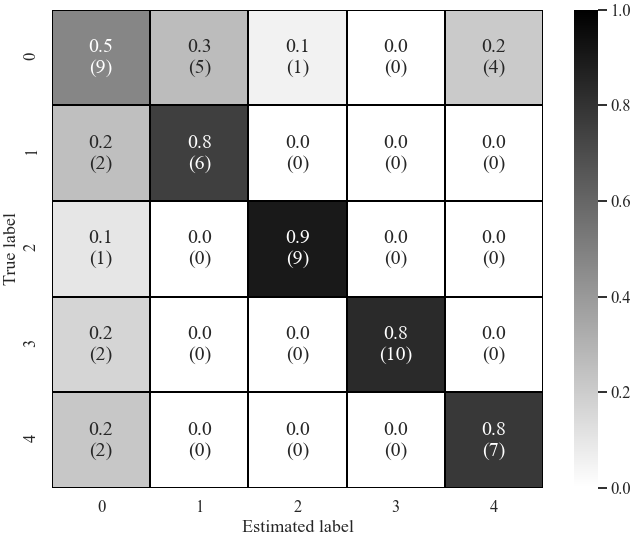 0.5 0.3 0.1 0.0 0.2
(9) (5) (1) (0) (4)
0
0.2 0.8 0.0 0.0 0.0
(2) (6) (0) (0) (0)
1
0.1 0.0 0.9 0.0 0.0
(1) (0) (9) (0) (0)
2
0.2 0.0 0.0 0.8 0.0
(2) (0) (0) (10) (0)
3
0.2 0.0 0.0 0.0 0.8
(2) (0) (0) (0) (7)
4
True label
0 1 2 3 4
Estimated label
1.0
0.8
0.6
0.4
0.2
0.0